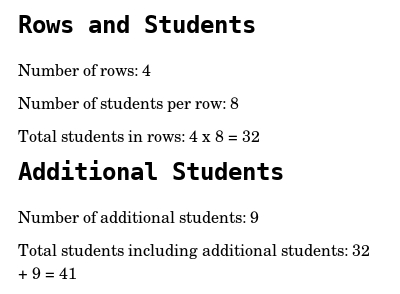 Rows and Students
Number of rows: 4
Number of students per row: 8
Total students in rows: 4 x 8 = 32
Additional Students
Number of additional students: 9
Total students including additional students: 32
+ 9 = 41